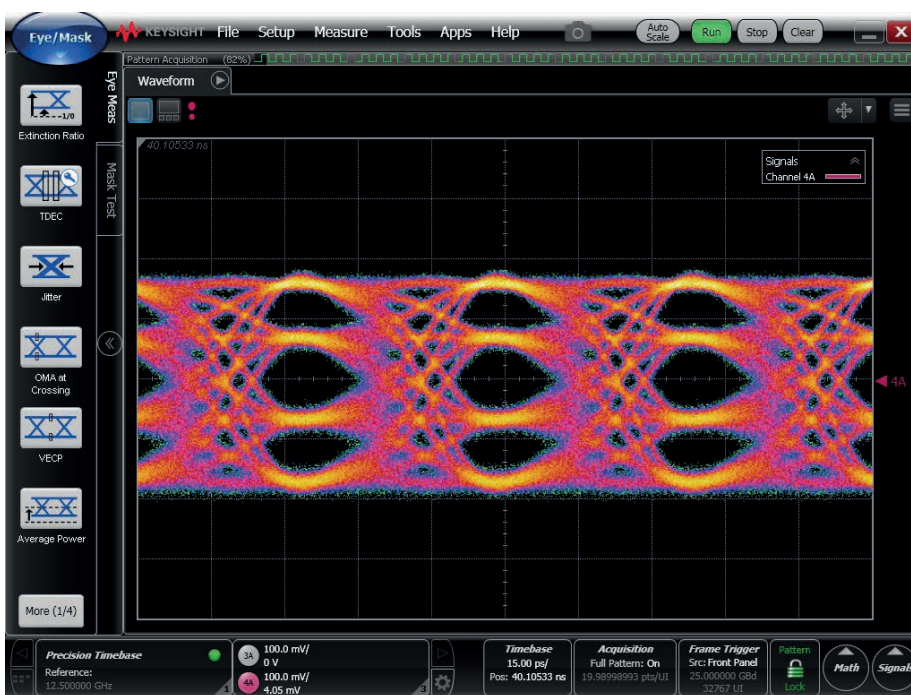 Eye/Mask
KEYSIGHT File Setup Measure Tools Apps Help
Auto Scale
Run
Stop
Clear
Pattern Acquisition (62%)
Waveform
Eye Meas
Mask Test
Extinction Ratio
TDEC
Jitter
OMA at
Crossing
VECP
Average Power
More (1/4)
40.10533 ns
Signals
Channel 4A
4A
Precision Timebase
Reference:
12.500000 GHz
1
3A
100.0 mV/
0 V
4A
100.0 mV/
4.05 mV
3
Timebase
15.00 ps/
Pos: 40.10533 ns
Acquisition
Full Pattern: On
19.98998993 pts/UI
Frame Trigger
Src: Front Panel
25.000000 GBd
32767 UI
Pattern
Lock
Math
Signals